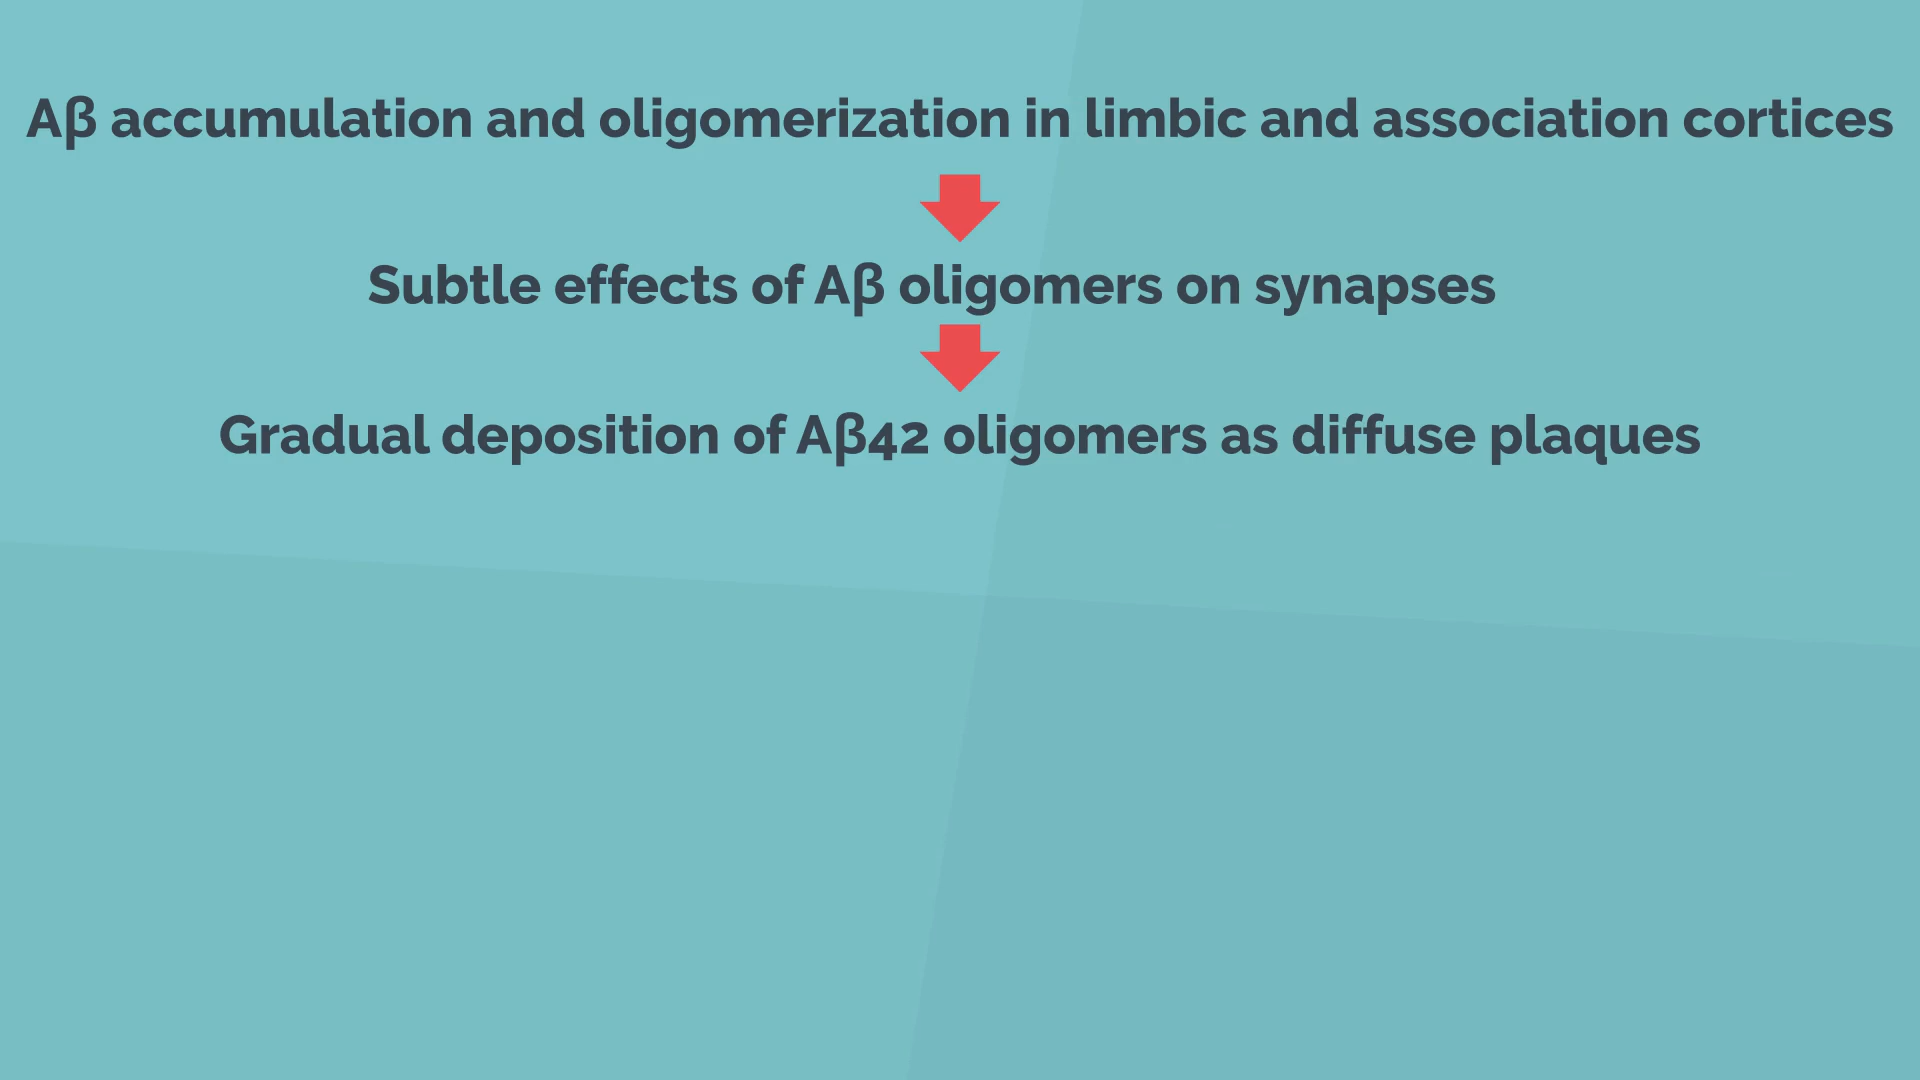 Aβ accumulation and oligomerization in limbic and association cortices
Subtle effects of Aβ oligomers on synapses
Gradual deposition of Aβ42 oligomers as diffuse plaques